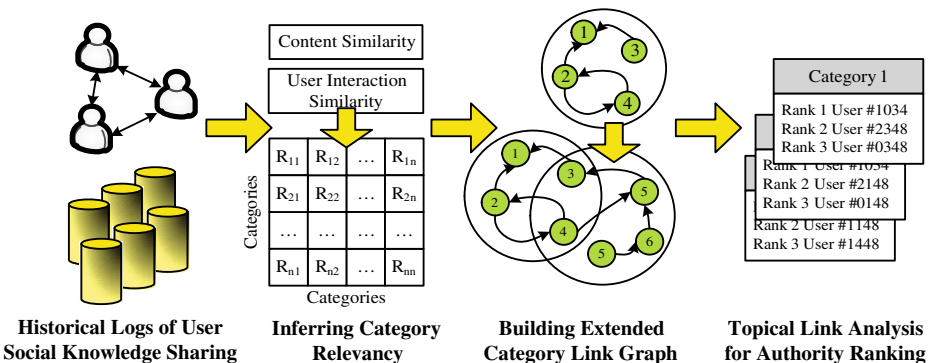 Content Similarity
User Interaction
Similarity
R11 R12 … R1n
R21 R22 … R2n
… … … …
Rn1 Rn2 … Rnn
Categories
Categories
1
3
2
4
1
3
2
5
4
5
6
Category 1
Rank 1 User #1034
Rank 2 User #2348
Rank 3 User #0348
Rank 1 User #1034
Rank 2 User #2148
Rank 3 User #0148
Rank 2 User #1148
Rank 3 User #1448
Historical Logs of User
Social Knowledge Sharing
Inferring Category
Relevancy
Building Extended
Category Link Graph
Topical Link Analysis
for Authority Ranking